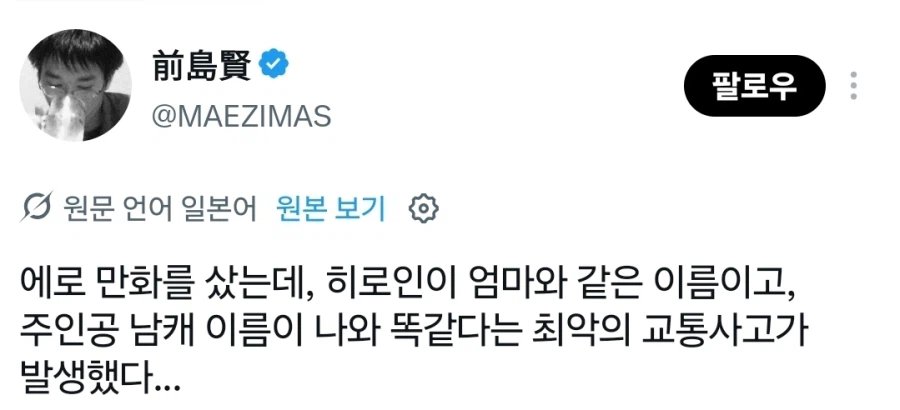 前島賢
@MAEZIMAS
팔로우
원문 언어 일본어 원본 보기
에로 만화를 샀는데, 히로인이 엄마와 같은 이름이고,
주인공 남캐 이름이 나와 똑같다는 최악의 교통사고가
발생했다...